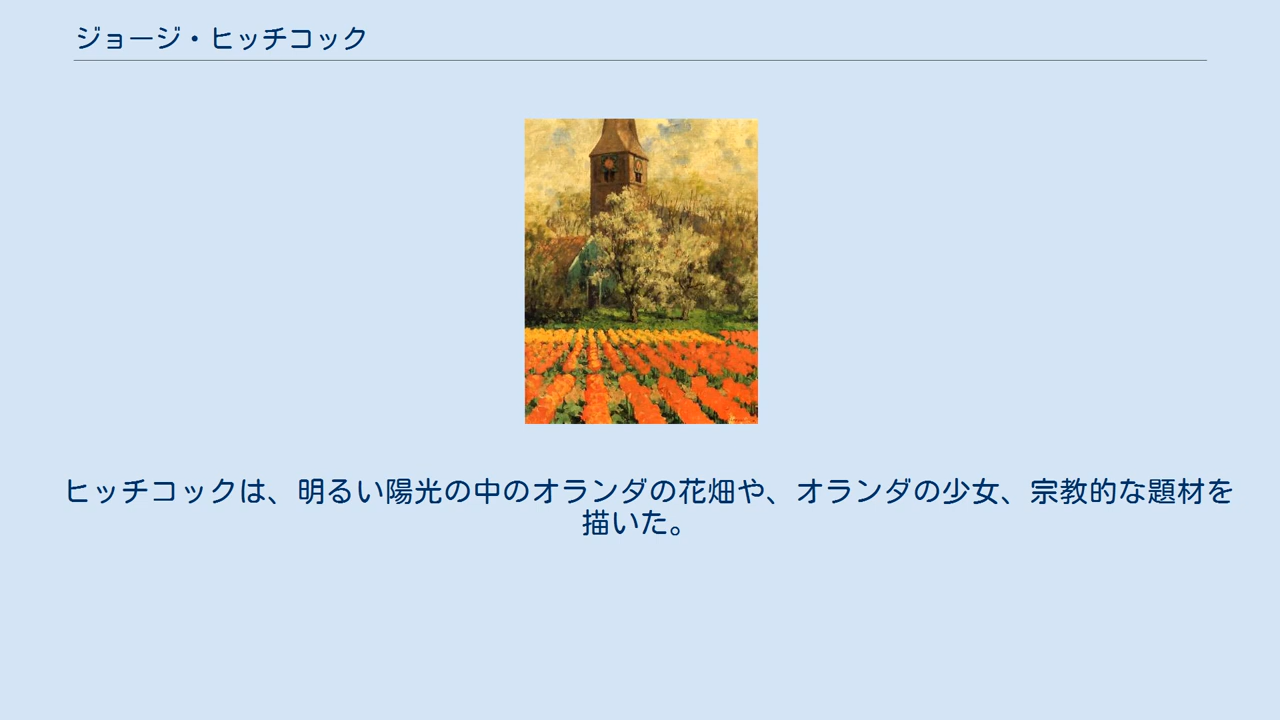 ジョージ・ヒッチコック
ヒッチコックは、明るい陽光の中のオランダの花畑や、オランダの少女、宗教的な題材を
描いた。